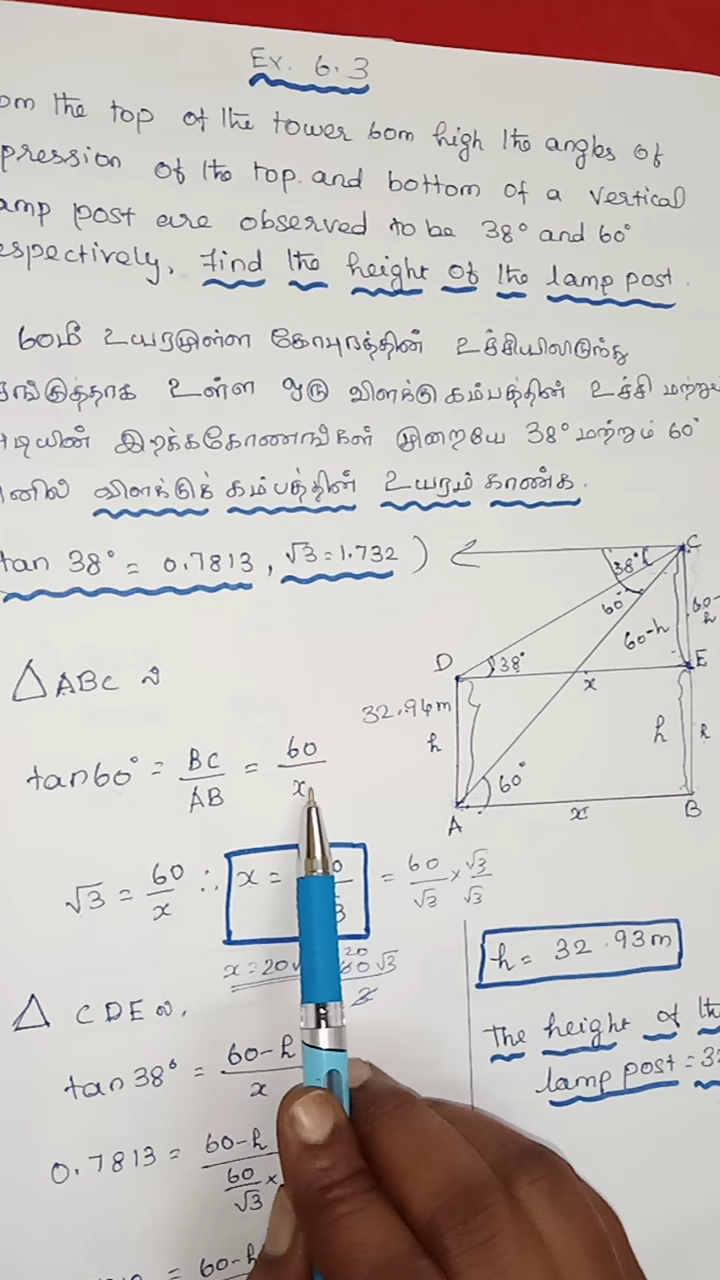 Ex. 6.3
om the top of the tower 60m high the angles of
pression of the top and bottom of a vertical
amp post are observed to be 38° and 60°
espectively, find the height of the lamp post.
60மீ உயரமுள்ள கோபுரத்தின் உச்சியிலிருந்து
ங்குத்தாக உள்ள ஒரு விளக்கு கம்பத்தின் உச்சி மற்றும்
டியின் இறக்ககோணங்கள் முறையே 38° மற்றும் 60°
னில் விளக்குக் கம்பத்தின் உயரம் காண்க.
tan 38° = 0.7813, √3 = 1.732 )
C
38°
60°
60-h
60-h
D
38°
x
E
32.94m
h
h
R
60°
A
x
B
△ ABC ல்
tan60° = BC/AB = 60/x
√3 = 60/x ∴ x = 0/3 = 60/√3 × √3/√3
x = 20√ 60√3
20
h = 32.93m
△ CDE ல்,
The height of th
lamp post = 3
tan 38° = 60-h/x
0.7813 = 60-h / 60/√3 ×
= 60-h